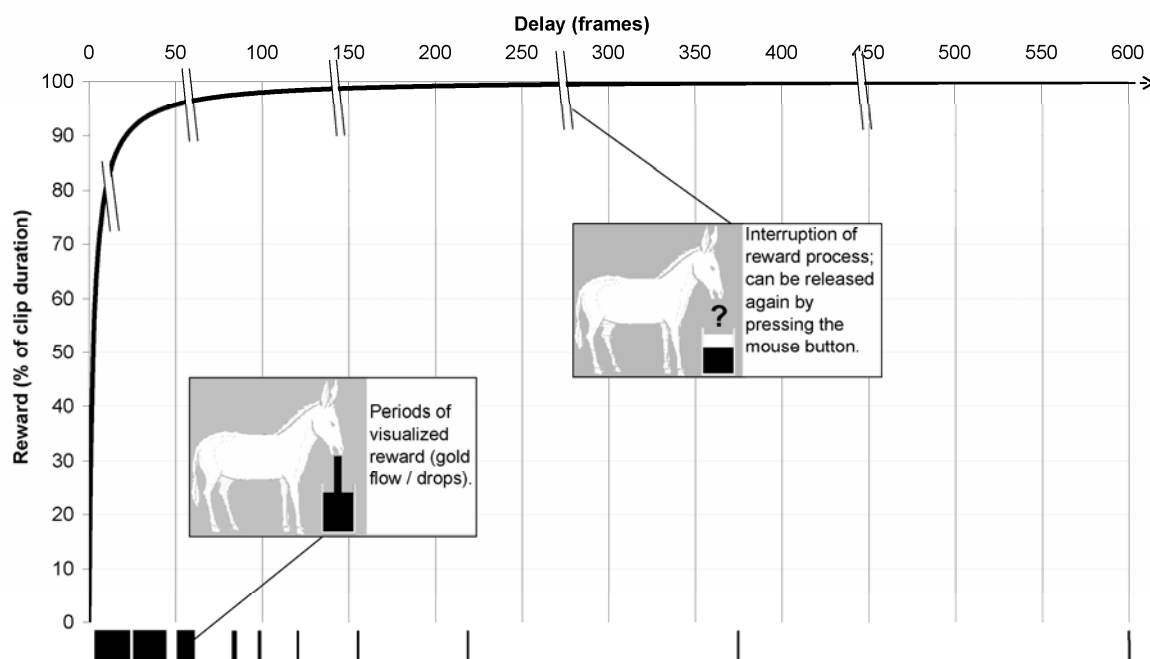 Delay (frames)
0 50 100 150 200 250 300 350 400 450 500 550 600
100
90
80
70
60
50
40
30
20
10
0
Reward (% of clip duration)
Interruption of
reward process;
can be released
again by
pressing the
mouse button.
?
Periods of
visualized
reward (gold
flow / drops).